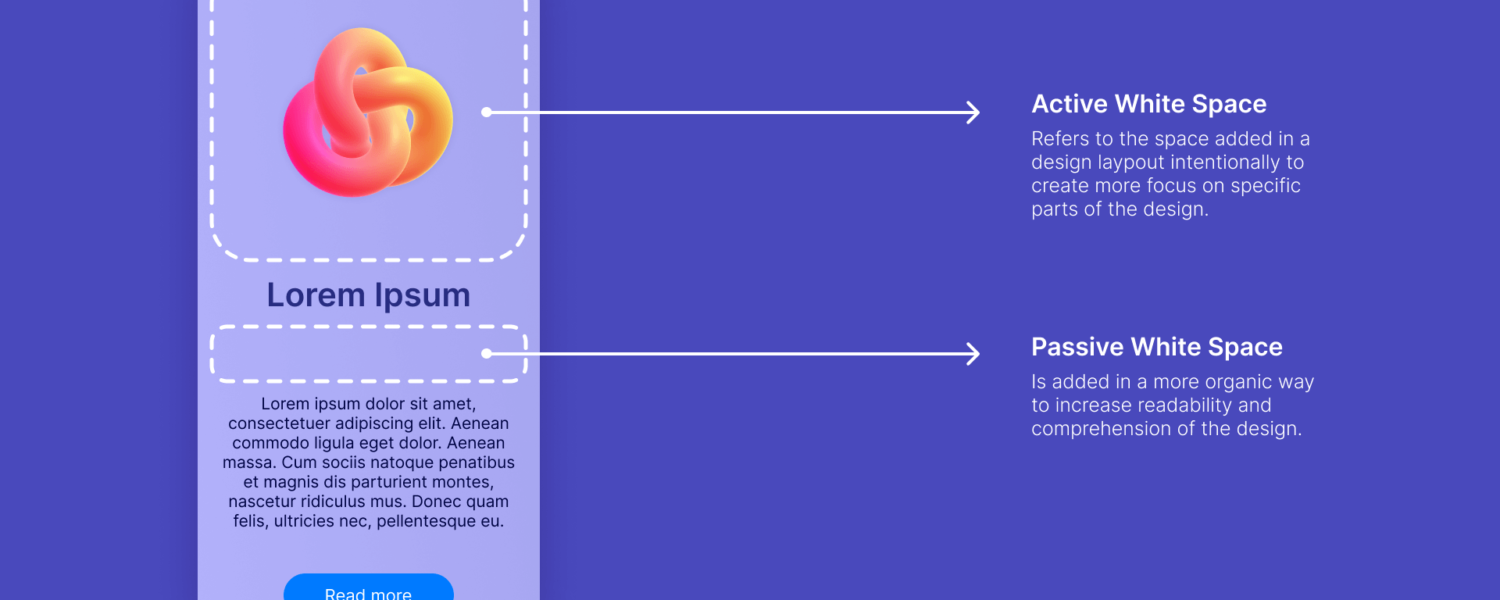 Active White Space
Refers to the space added in a
design laypout intentionally to
create more focus on specific
parts of the design.
Lorem Ipsum
Passive White Space
Is added in a more organic way
to increase readability and
comprehension of the design.
Lorem ipsum dolor sit amet,
consectetuer adipiscing elit. Aenean
commodo ligula eget dolor. Aenean
massa. Cum sociis natoque penatibus
et magnis dis parturient montes,
nascetur ridiculus mus. Donec quam
felis, ultricies nec, pellentesque eu.
Read more